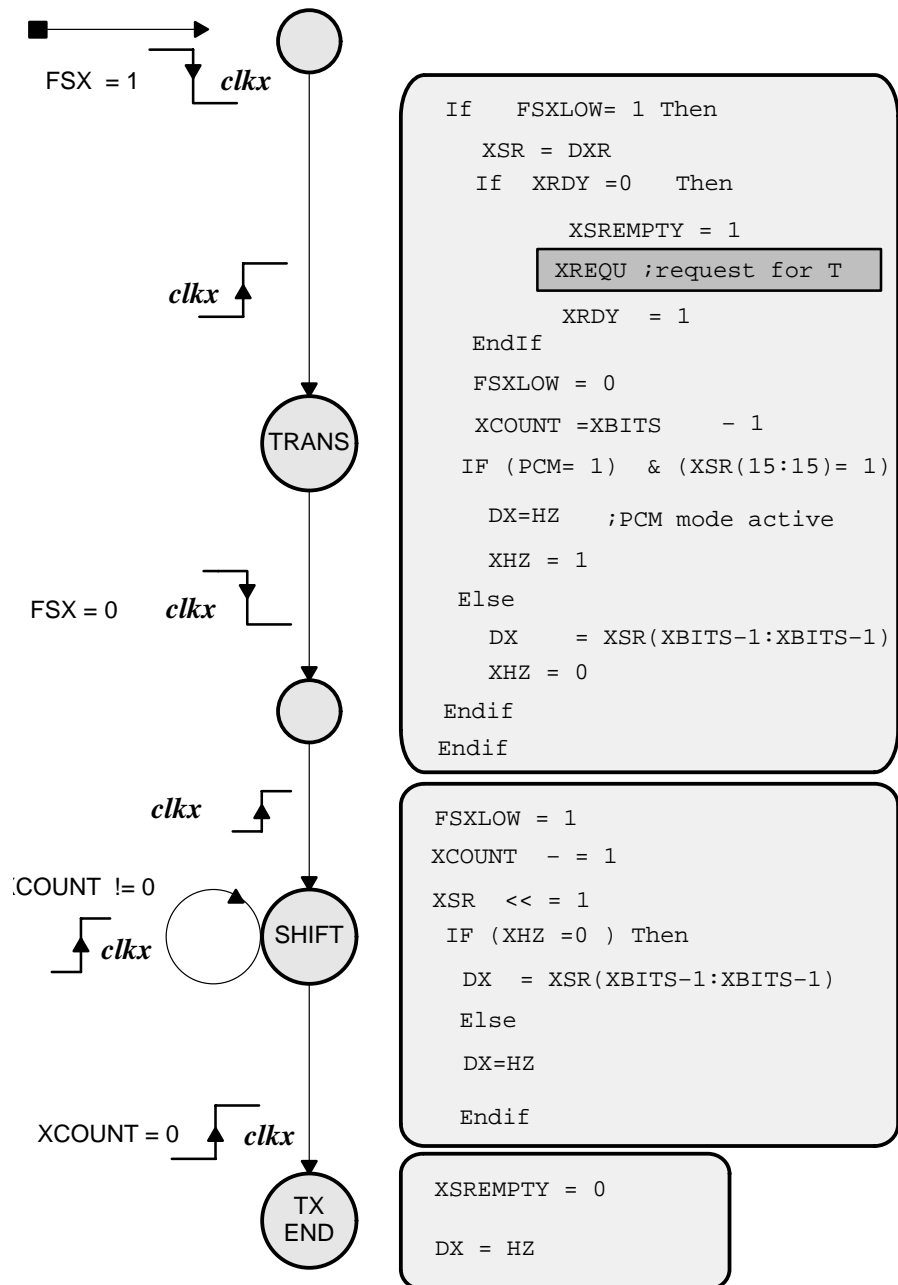 FSX = 1 clkx
If FSXLOW= 1 Then
XSR = DXR
If XRDY =0 Then
XSREMPTY = 1
XREQU ;request for T
XRDY = 1
EndIf
FSXLOW = 0
XCOUNT =XBITS - 1
IF (PCM= 1) & (XSR(15:15)= 1)
DX=HZ ;PCM mode active
XHZ = 1
Else
DX = XSR(XBITS-1:XBITS-1)
XHZ = 0
Endif
Endif
clkx
TRANS
FSX = 0 clkx
clkx
FSXLOW = 1
XCOUNT - = 1
XSR << = 1
IF (XHZ =0 ) Then
DX = XSR(XBITS-1:XBITS-1)
Else
DX=HZ
Endif
COUNT != 0
clkx
SHIFT
XCOUNT = 0 clkx
TX
END
XSREMPTY = 0
DX = HZ